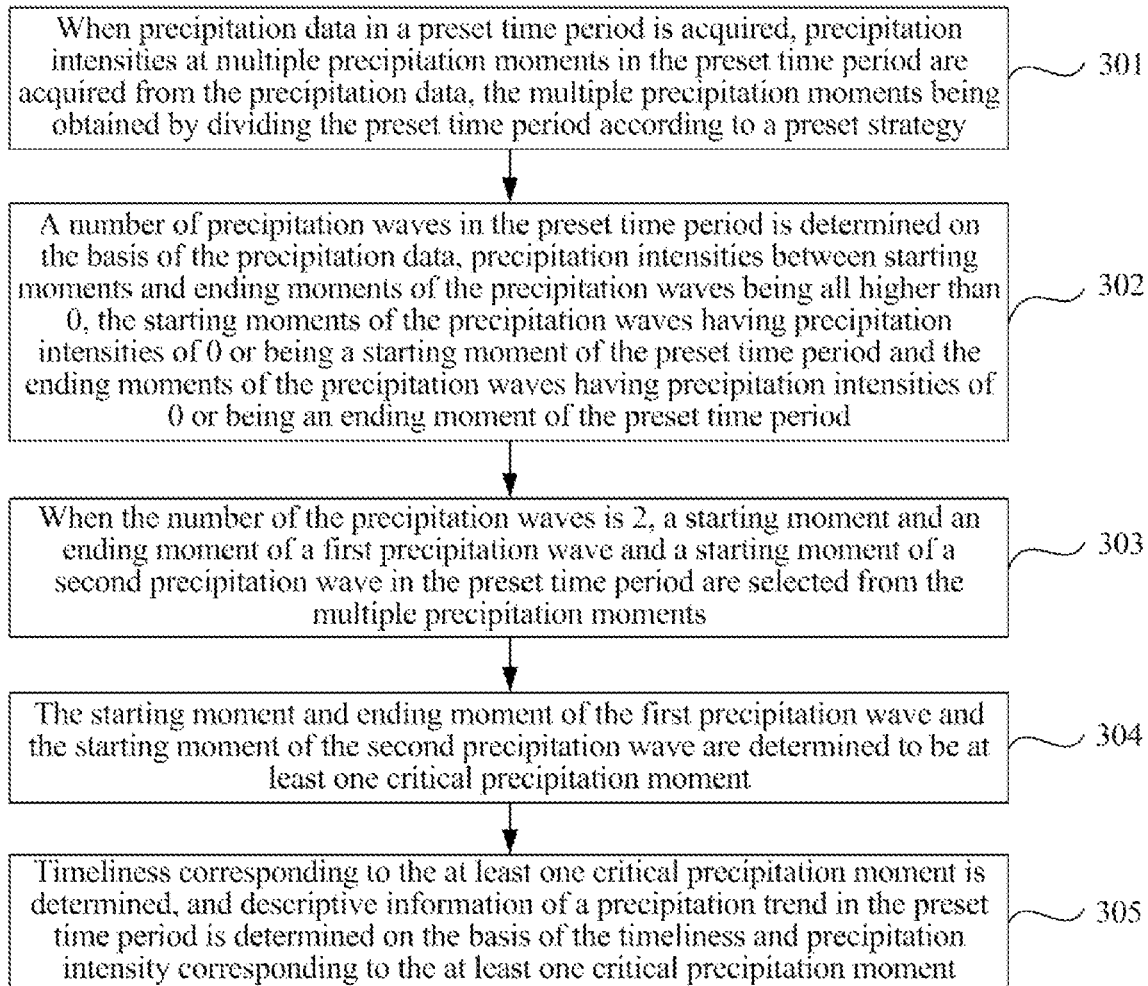 When precipitation data in a preset time period is acquired, precipitation
intensities at multiple precipitation moments in the preset time period are
acquired from the precipitation data, the multiple precipitation moments being
obtained by dividing the preset time period according to a preset strategy
301
A number of precipitation waves in the preset time period is determined on
the basis of the precipitation data, precipitation intensities between starting
moments and ending moments of the precipitation waves being all higher than
0, the starting moments of the precipitation waves having precipitation
intensities of 0 or being a starting moment of the preset time period and the
ending moments of the precipitation waves having precipitation intensities of
0 or being an ending moment of the preset time period
302
When the number of the precipitation waves is 2, a starting moment and an
ending moment of a first precipitation wave and a starting moment of a
second precipitation wave in the preset time period are selected from the
multiple precipitation moments
303
The starting moment and ending moment of the first precipitation wave and
the starting moment of the second precipitation wave are determined to be at
least one critical precipitation moment
304
Timeliness corresponding to the at least one critical precipitation moment is
determined, and descriptive information of a precipitation trend in the preset
time period is determined on the basis of the timeliness and precipitation
intensity corresponding to the at least one critical precipitation moment
305